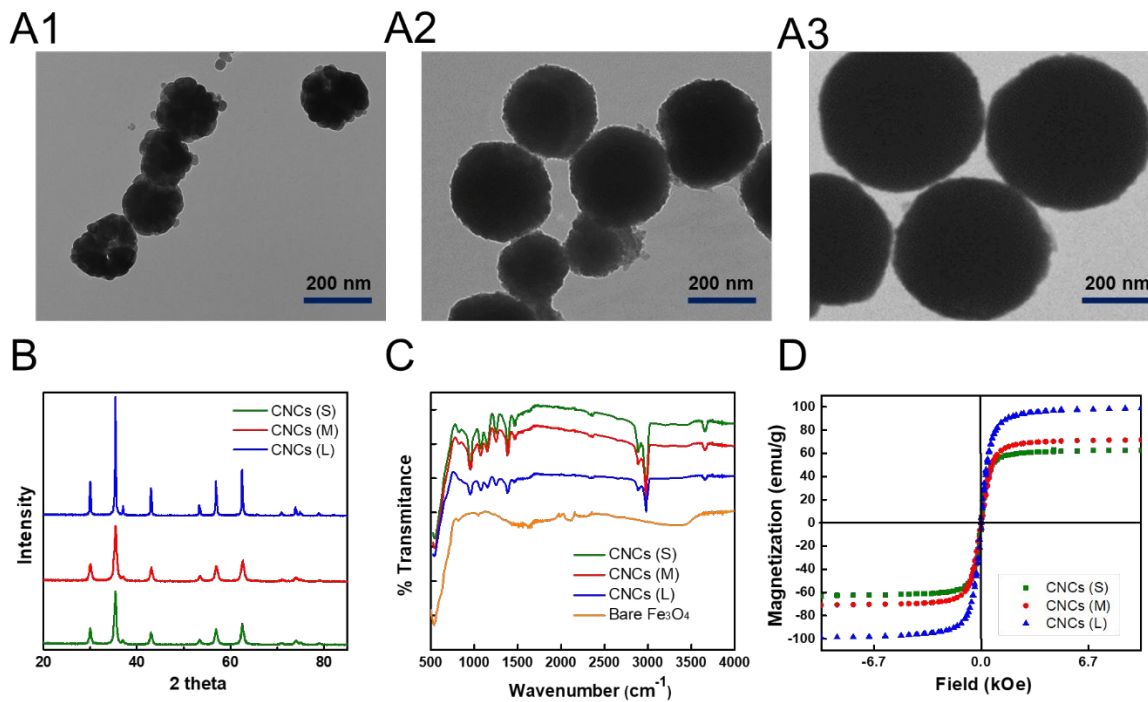 A1
A2
A3
200 nm
200 nm
200 nm
B
C
D
CNCs (S)
CNCs (M)
CNCs (L)
Intensity
20
40
60
80
2 theta
% Transmitance
CNCs (S)
CNCs (M)
CNCs (L)
Bare Fe₃O₄
500
1000
1500
2000
2500
3000
3500
4000
Wavenumber (cm⁻¹)
Magnetization (emu/g)
100
80
60
40
20
0
-20
-40
-60
-80
-100
CNCs (S)
CNCs (M)
CNCs (L)
-6.7
0.0
6.7
Field (kOe)